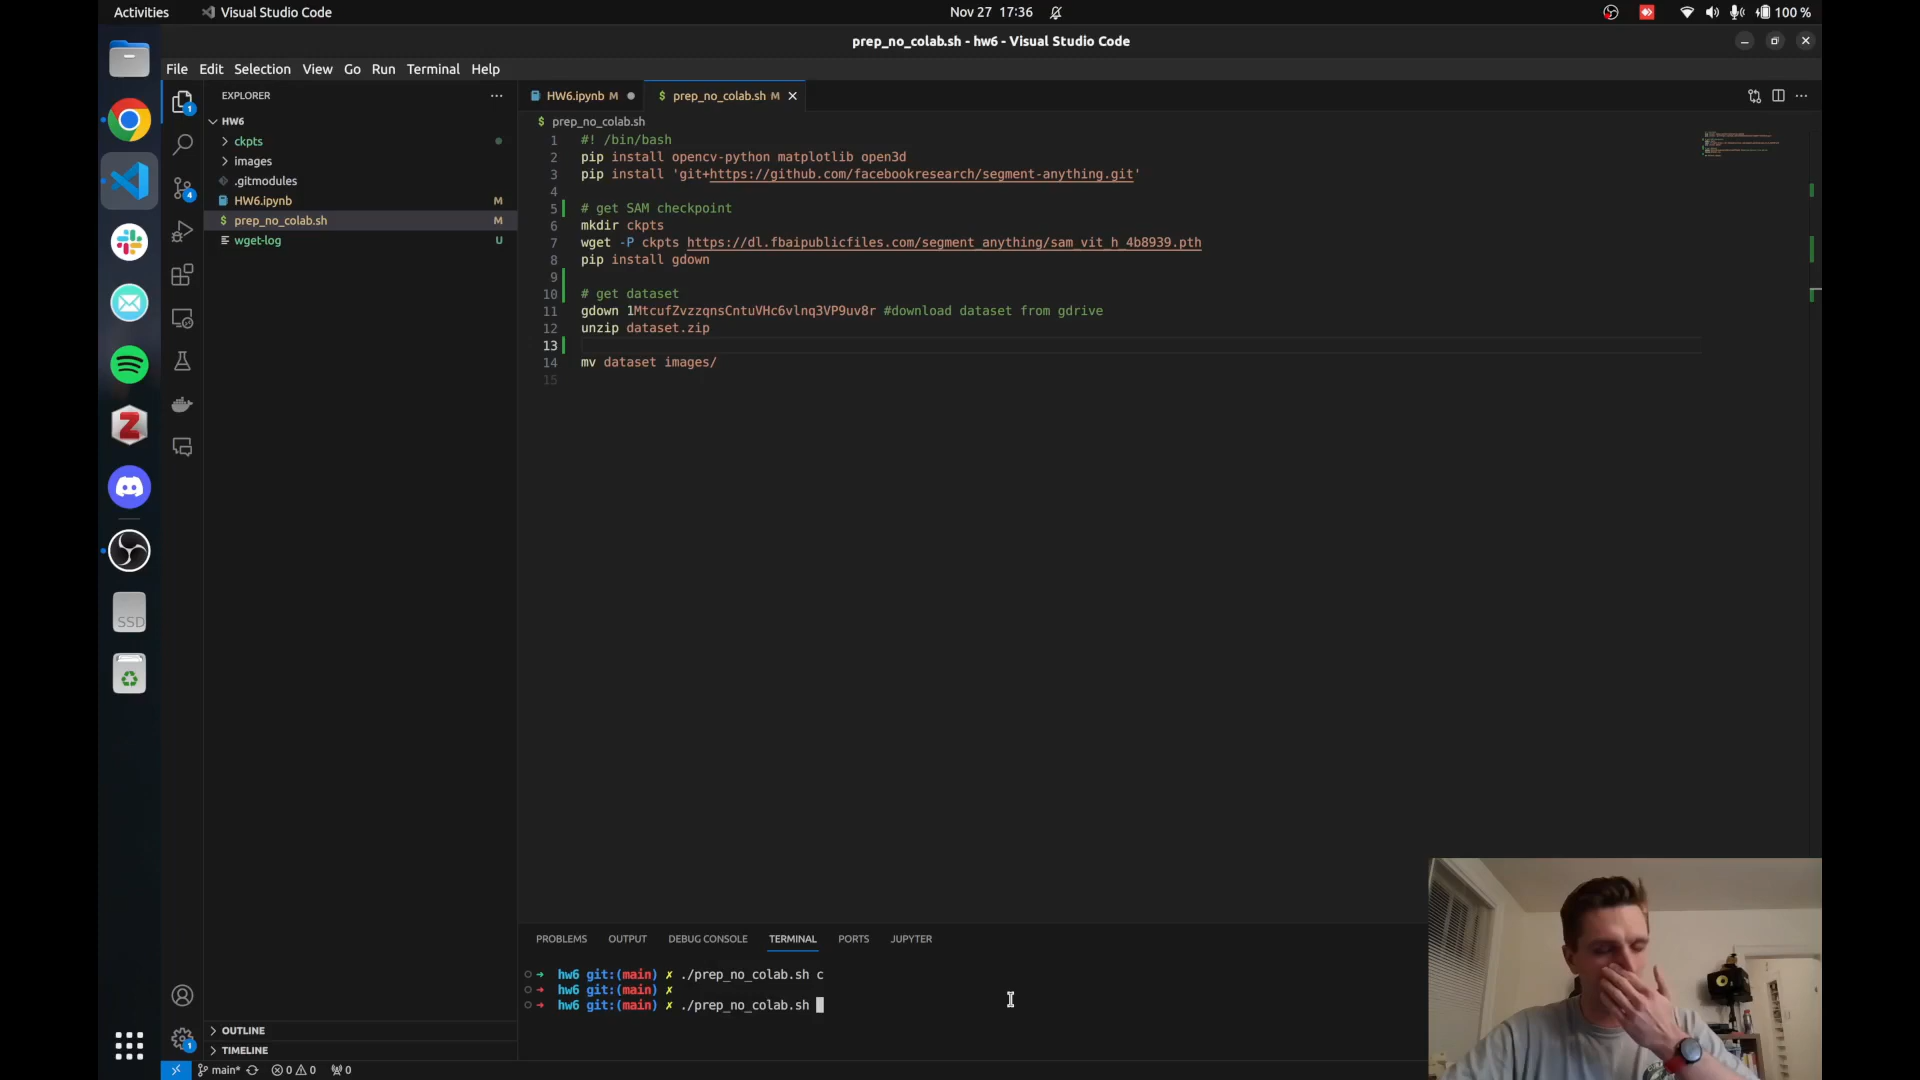 Activities
Visual Studio Code
Nov 27 17:36
100 %
prep_no_colab.sh - hw6 - Visual Studio Code
File Edit Selection View Go Run Terminal Help
EXPLORER
HW6.ipynb M
$ prep_no_colab.sh M
HW6
ckpts
images
.gitmodules
HW6.ipynb M
$ prep_no_colab.sh M
wget-log U
$ prep_no_colab.sh
1 #! /bin/bash
2 pip install opencv-python matplotlib open3d
3 pip install 'git+https://github.com/facebookresearch/segment-anything.git'
4
5 # get SAM checkpoint
6 mkdir ckpts
7 wget -P ckpts https://dl.fbaipublicfiles.com/segment_anything/sam_vit_h_4b8939.pth
8 pip install gdown
9
10 # get dataset
11 gdown 1MtcufZvzzqnsCntuVHc6vlnq3VP9uv8r #download dataset from gdrive
12 unzip dataset.zip
13
14 mv dataset images/
15
1
4
SSD
PROBLEMS OUTPUT DEBUG CONSOLE TERMINAL PORTS JUPYTER
hw6 git:(main) ✗ ./prep_no_colab.sh c
hw6 git:(main) ✗
hw6 git:(main) ✗ ./prep_no_colab.sh
OUTLINE
TIMELINE
1
main* 0 0 0